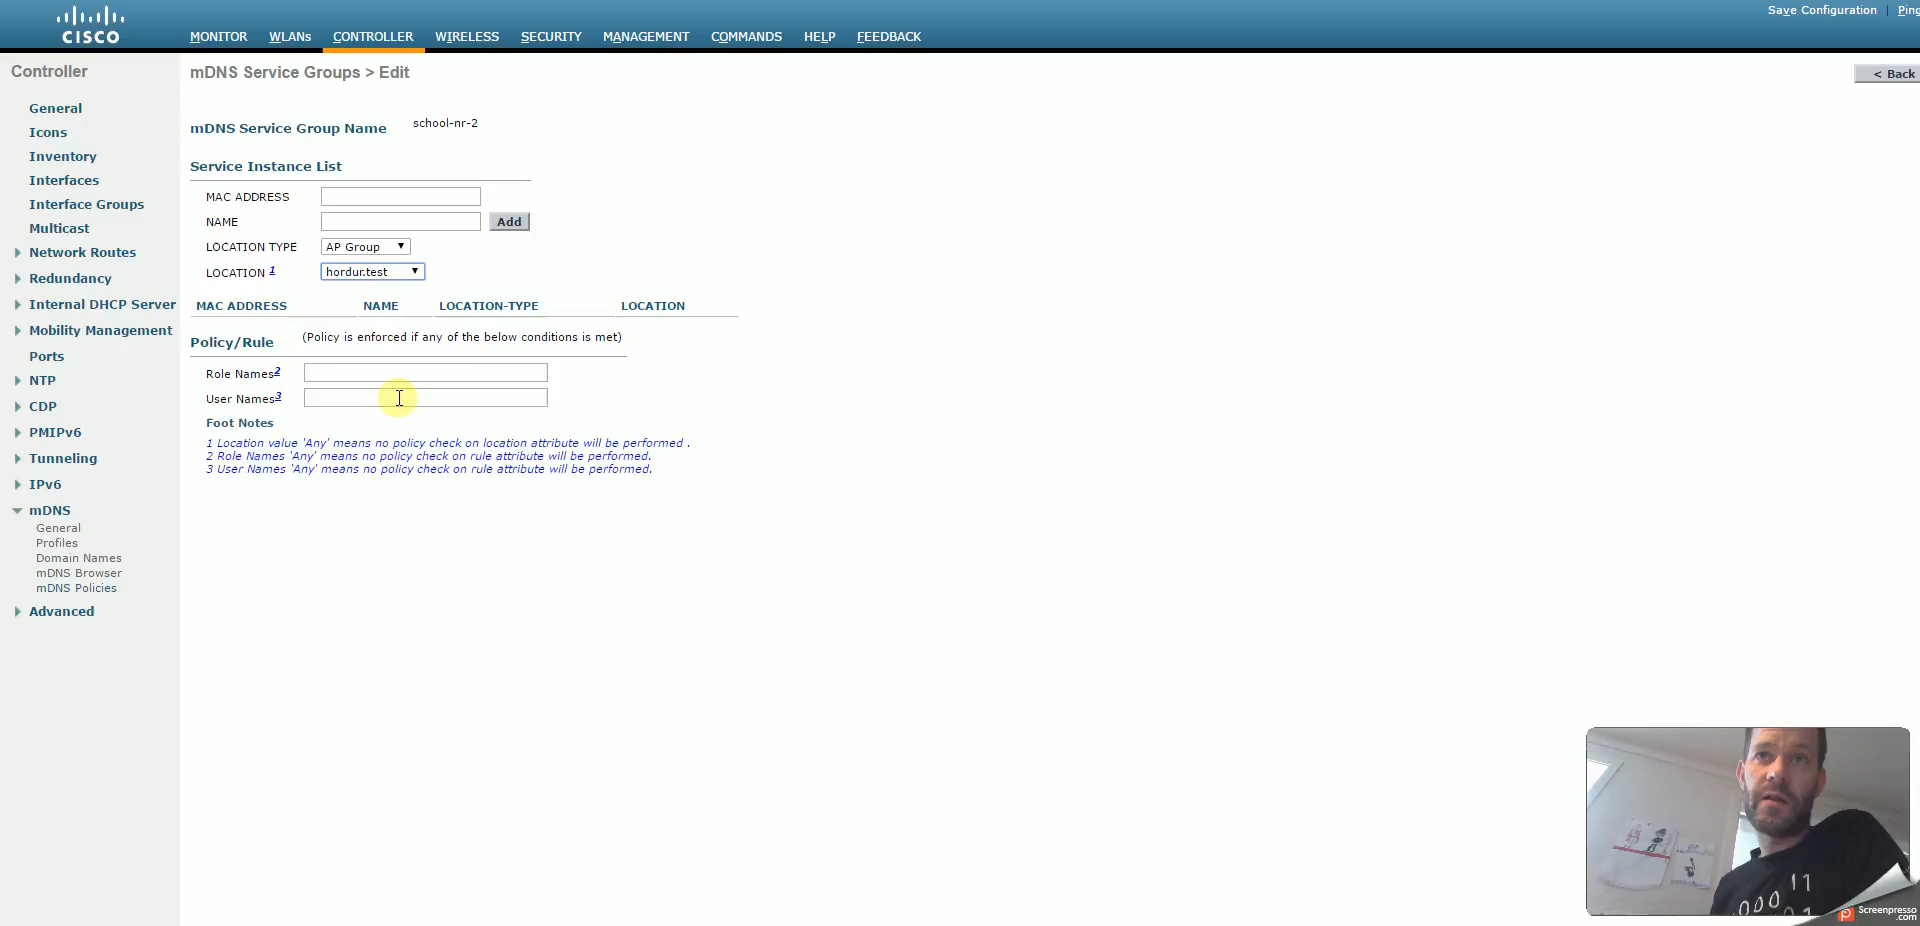 Save Configuration
CISCO
MONITOR WLANs CONTROLLER WIRELESS SECURITY MANAGEMENT COMMANDS HELP FEEDBACK
Controller
General
Icons
Inventory
Interfaces
Interface Groups
Multicast
Network Routes
Redundancy
Internal DHCP Server
Mobility Management
Ports
NTP
CDP
PMIPv6
Tunneling
IPv6
mDNS
General
Profiles
Domain Names
mDNS Browser
mDNS Policies
Advanced
mDNS Service Groups > Edit
< Back
mDNS Service Group Name school-nr-2
Service Instance List
MAC ADDRESS
NAME Add
LOCATION TYPE AP Group
LOCATION 1 hordur.test
MAC ADDRESS NAME LOCATION-TYPE LOCATION
Policy/Rule (Policy is enforced if any of the below conditions is met)
Role Names2
User Names3
Foot Notes
1 Location value 'Any' means no policy check on location attribute will be performed .
2 Role Names 'Any' means no policy check on rule attribute will be performed.
3 User Names 'Any' means no policy check on rule attribute will be performed.
Screenpresso
.com